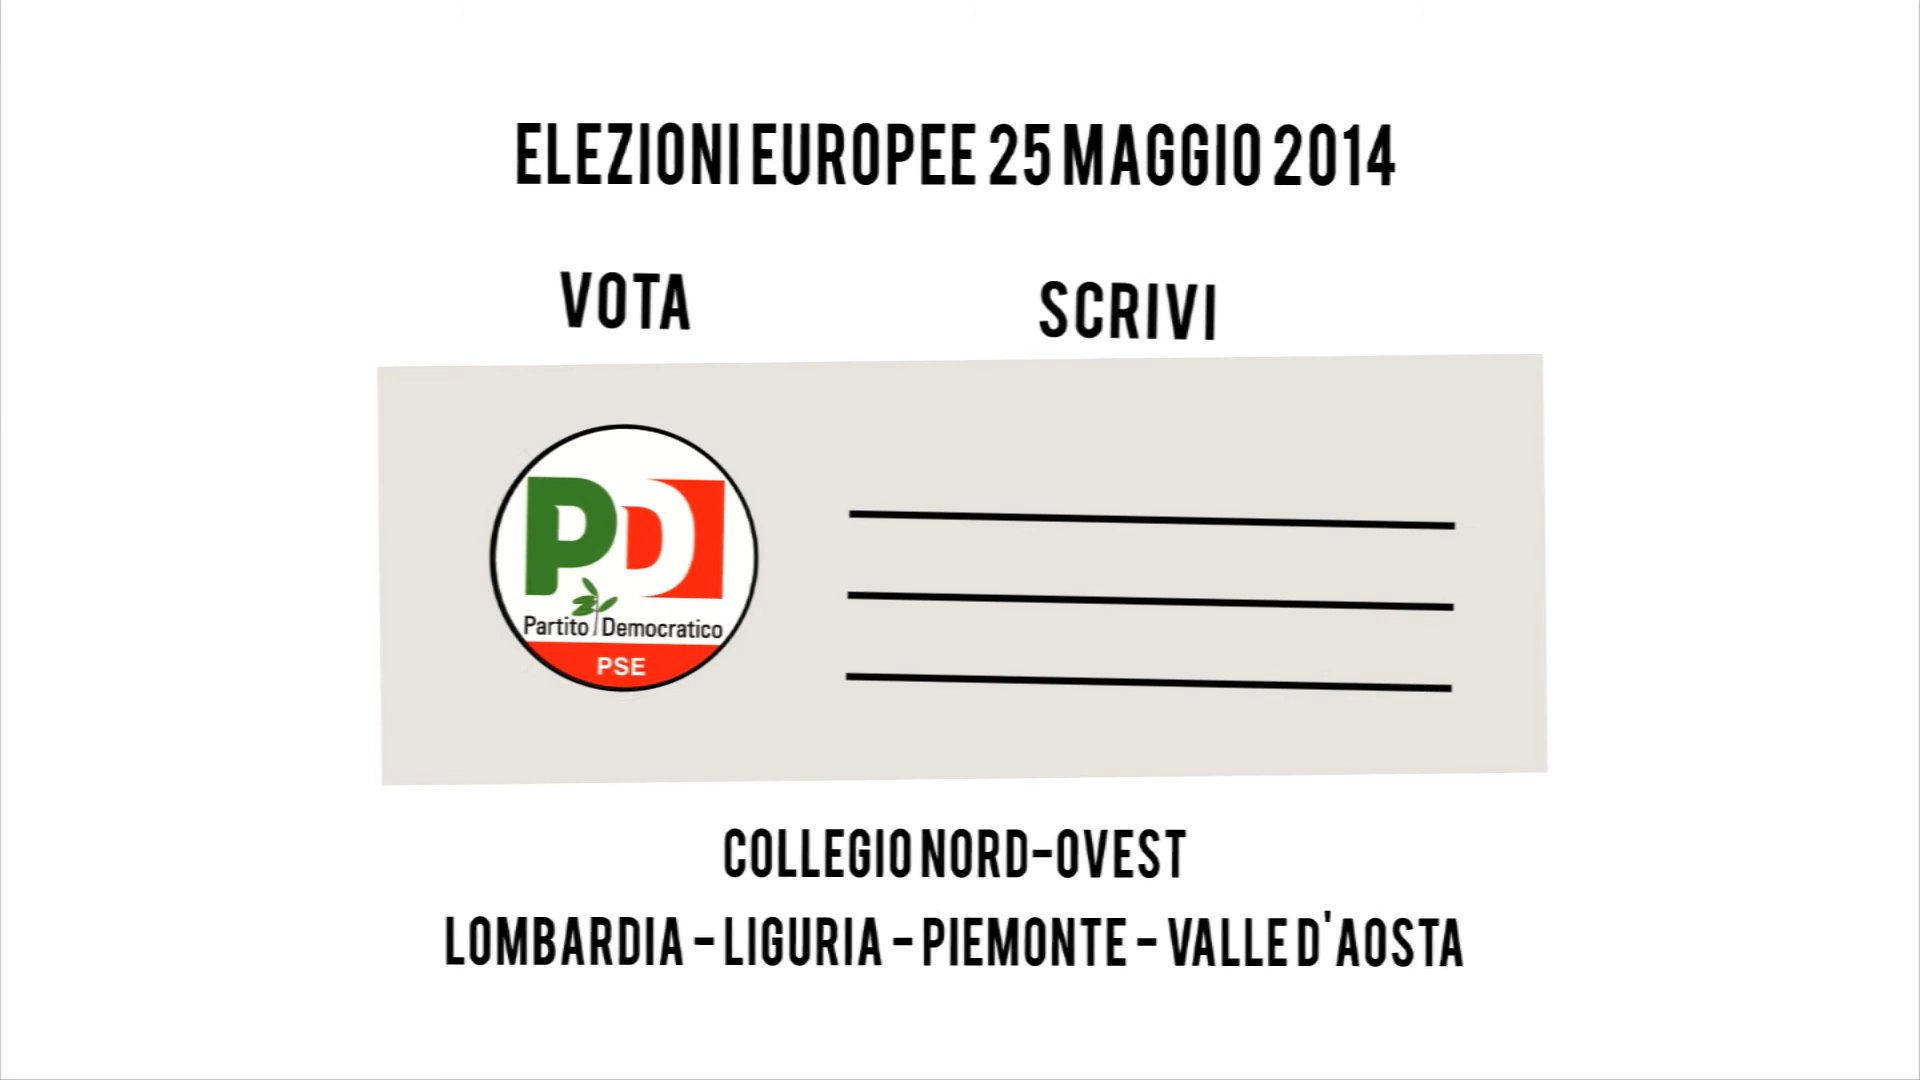 ELEZIONI EUROPEE 25 MAGGIO 2014
VOTA SCRIVI
PD
Partito Democratico
PSE
COLLEGIO NORD-OVEST
LOMBARDIA - LIGURIA - PIEMONTE - VALLE D'AOSTA